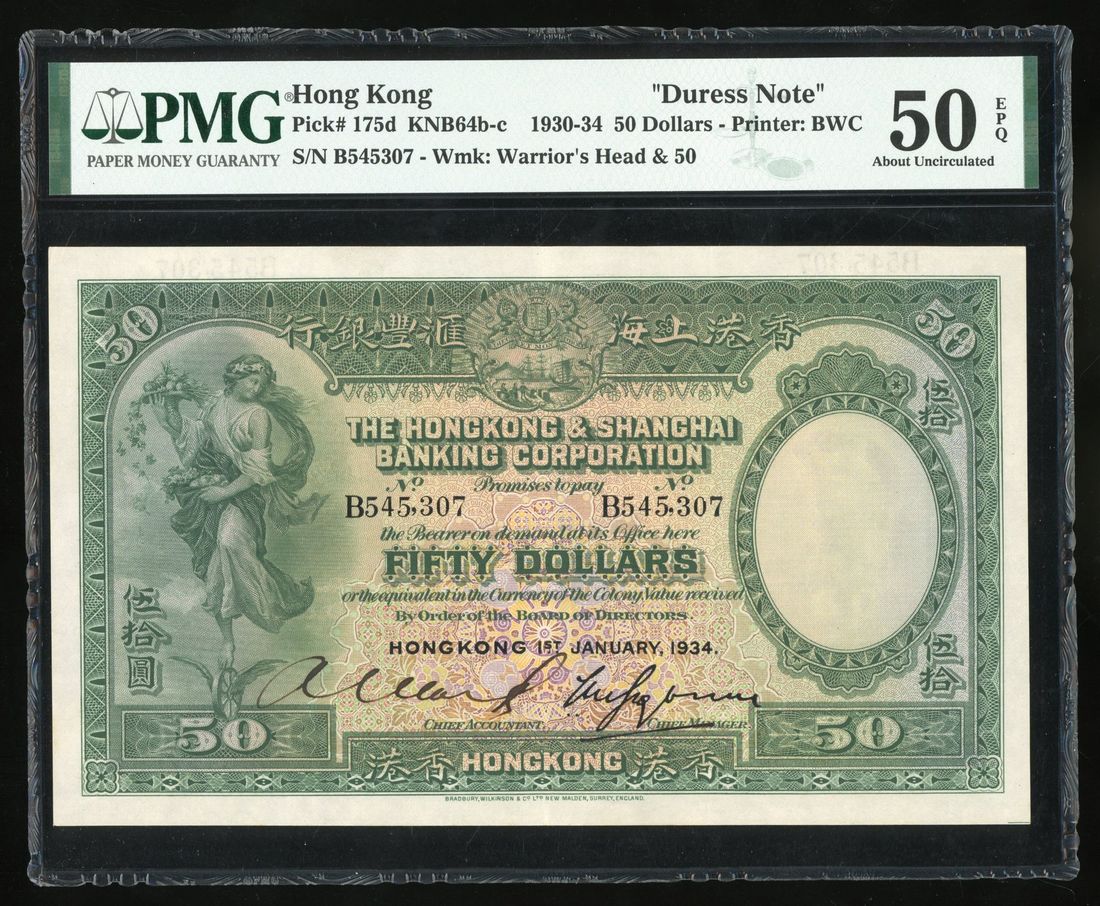 PMG®
PAPER MONEY GUARANTY
Hong Kong "Duress Note"
Pick# 175d KNB64b-c 1930-34 50 Dollars - Printer: BWC
S/N B545307 - Wmk: Warrior's Head & 50
50 EPQ
About Uncirculated
50 50
行銀豐滙 海上港香
THE HONGKONG & SHANGHAI
BANKING CORPORATION
No Promises to pay No
B545,307 B545,307
the Bearer on demand at its Office here
FIFTY DOLLARS
or the equivalent in the Currency of the Colony, Value received
By Order of the Board of Directors
HONGKONG 1ST JANUARY, 1934.
CHIEF ACCOUNTANT CHIEF MANAGER
伍拾圓
伍拾
伍拾
50 50
港香 HONGKONG 港香
BRADBURY, WILKINSON & CO LTD NEW MALDEN, SURREY, ENGLAND.